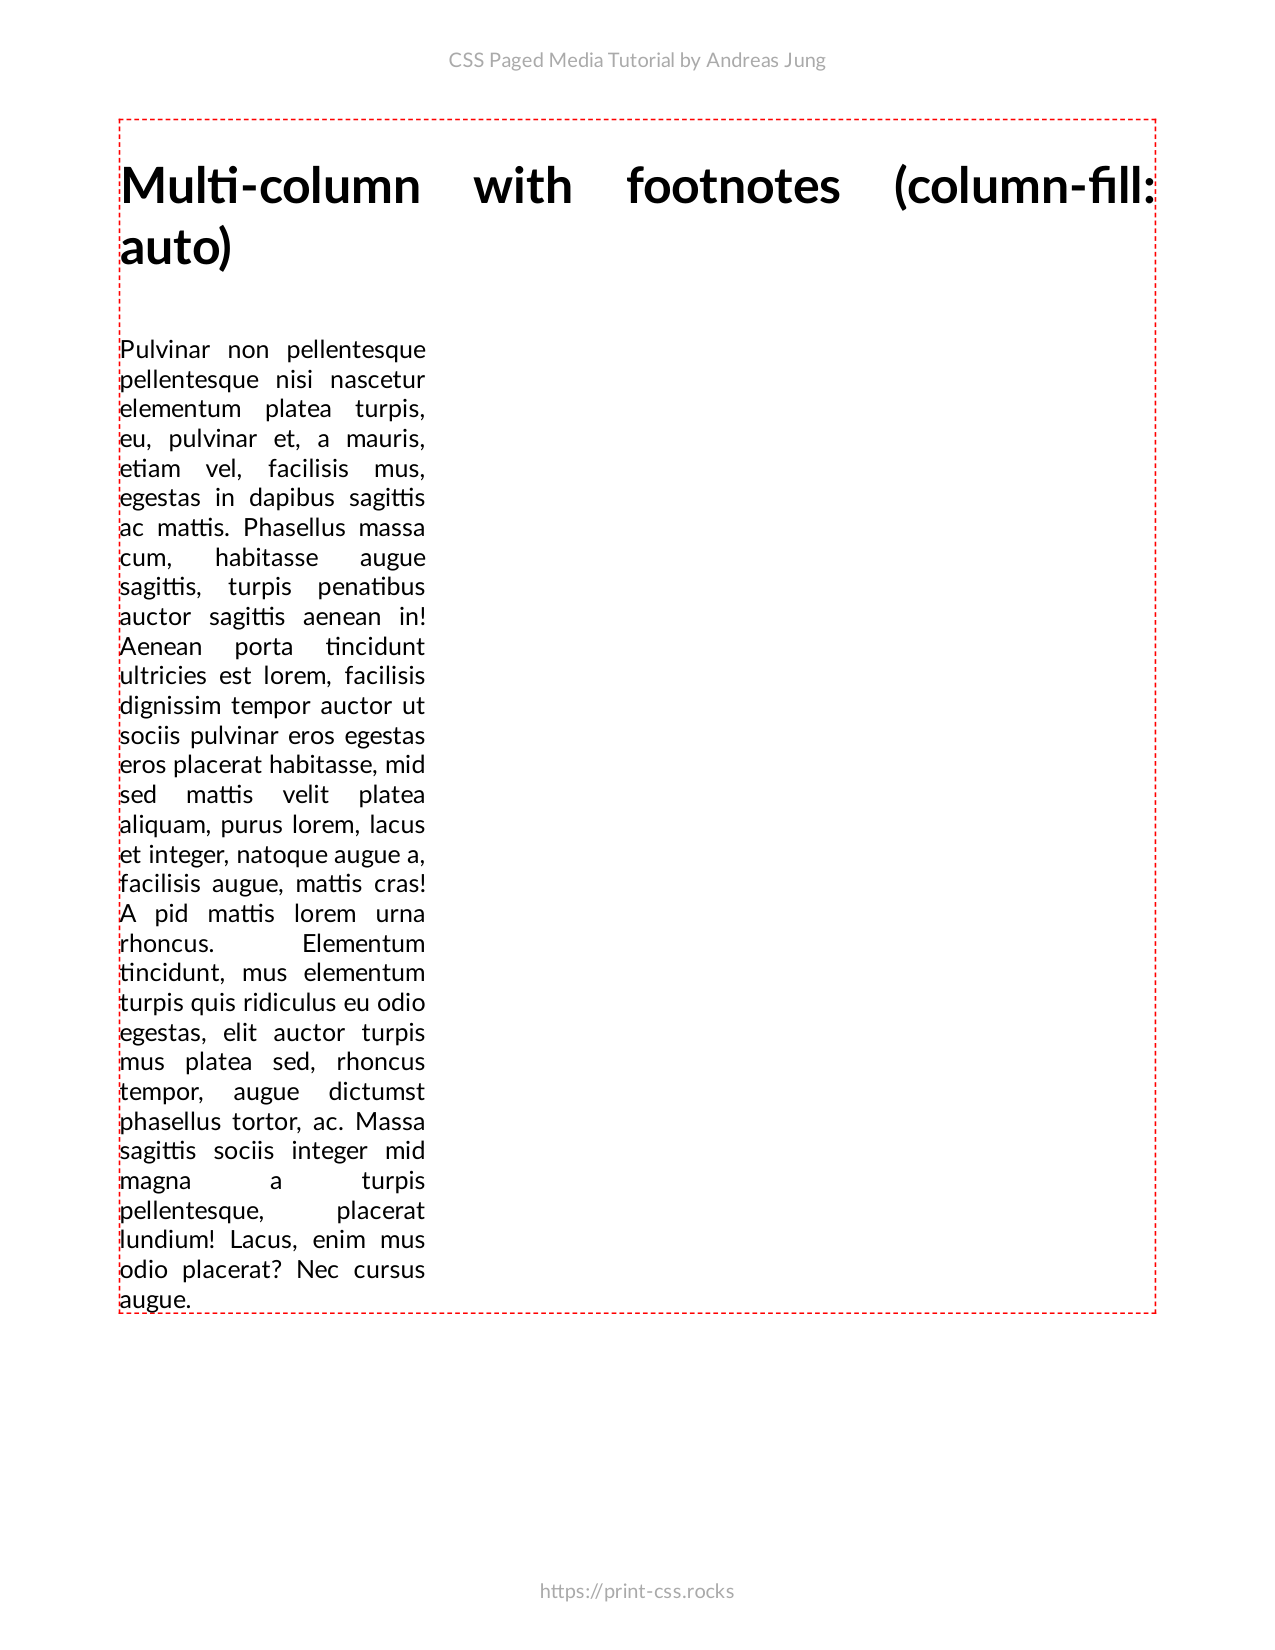 CSS Paged Media Tutorial by Andreas Jung
Multi-column with footnotes (column-fill:
auto)
Pulvinar non pellentesque
pellentesque nisi nascetur
elementum platea turpis,
eu, pulvinar et, a mauris,
etiam vel, facilisis mus,
egestas in dapibus sagittis
ac mattis. Phasellus massa
cum, habitasse augue
sagittis, turpis penatibus
auctor sagittis aenean in!
Aenean porta tincidunt
ultricies est lorem, facilisis
dignissim tempor auctor ut
sociis pulvinar eros egestas
eros placerat habitasse, mid
sed mattis velit platea
aliquam, purus lorem, lacus
et integer, natoque augue a,
facilisis augue, mattis cras!
A pid mattis lorem urna
rhoncus. Elementum
tincidunt, mus elementum
turpis quis ridiculus eu odio
egestas, elit auctor turpis
mus platea sed, rhoncus
tempor, augue dictumst
phasellus tortor, ac. Massa
sagittis sociis integer mid
magna a turpis
pellentesque, placerat
lundium! Lacus, enim mus
odio placerat? Nec cursus
augue.
https://print-css.rocks